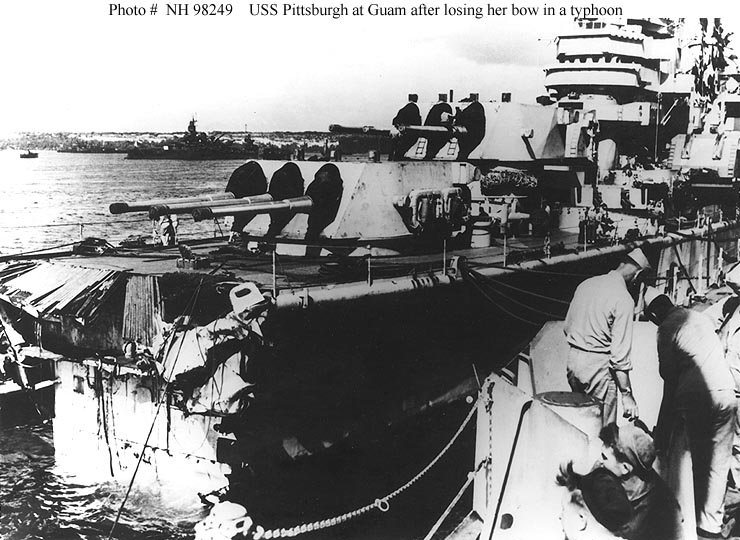 Photo # NH 98249 USS Pittsburgh at Guam after losing her bow in a typhoon